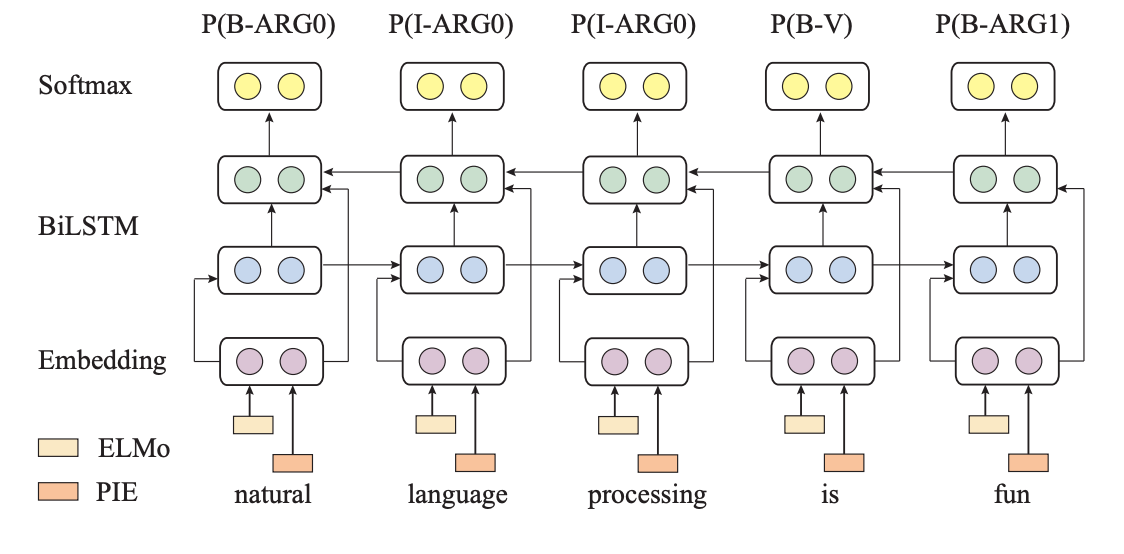 P(B-ARG0) P(I-ARG0) P(I-ARG0) P(B-V) P(B-ARG1)
Softmax
BiLSTM
Embedding
ELMo
PIE
natural language processing is fun